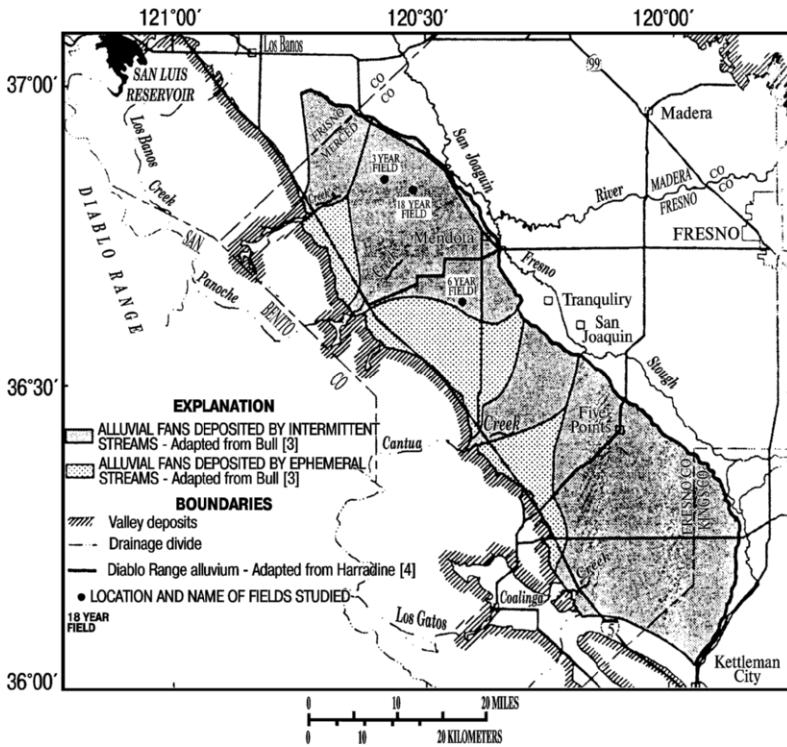 121°00' 120°30' 120°00'
37°00'
36°30'
36°00'
Los Banos
SAN LUIS
RESERVOIR
Los Banos
Creek
DIABLO RANGE
SAN
BENITO
CO
Panoche
Creek
FRISNO CO
MERCED CO
3 YEAR
FIELD
18 YEAR
FIELD
Mendota
6 YEAR
FIELD
San Joaquin
River
99
Madera
MADERA CO
FRESNO CO
FRESNO
Fresno
Slough
Tranqulity
San
Joaquin
Five
Points
FRESNO CO
KINGS CO
Cantua
Creek
Los Gatos
Creek
Coalinga
5
Kettleman
City
EXPLANATION
ALLUVIAL FANS DEPOSITED BY INTERMITTENT
STREAMS - Adapted from Bull [3]
ALLUVIAL FANS DEPOSITED BY EPHEMERAL
STREAMS - Adapted from Bull [3]
BOUNDARIES
Valley deposits
Drainage divide
Diablo Range alluvium - Adapted from Harradine [4]
LOCATION AND NAME OF FIELDS STUDIED
18 YEAR
FIELD
0 10 20 MILES
0 10 20 KILOMETERS